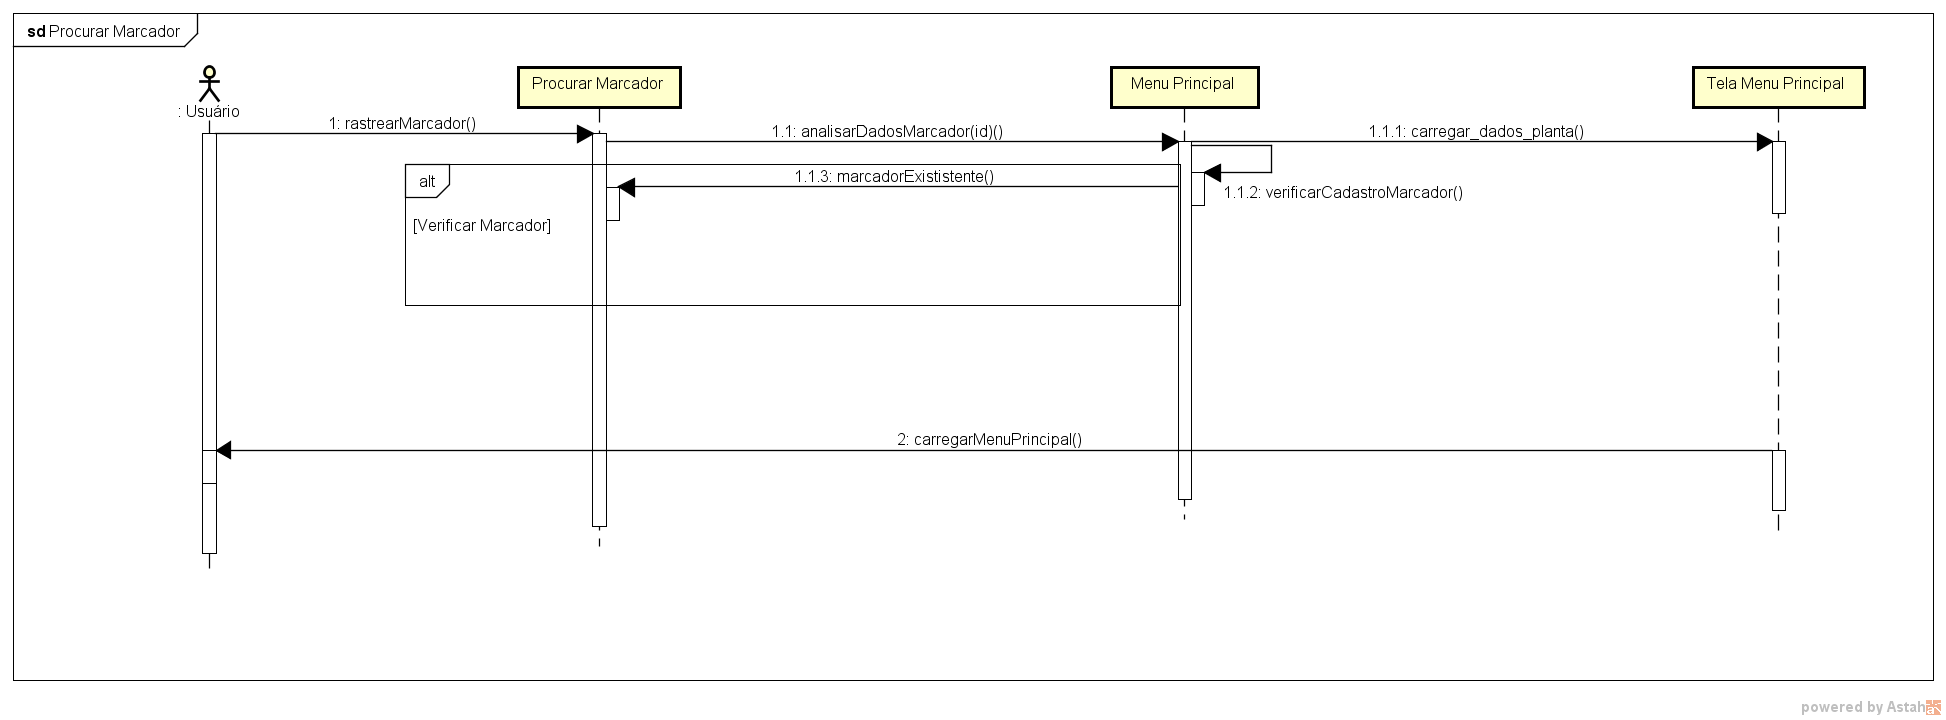 sd Procurar Marcador
: Usuário
Procurar Marcador
Menu Principal
Tela Menu Principal
1: rastrearMarcador()
1.1: analisarDadosMarcador(id)()
1.1.1: carregar_dados_planta()
alt
1.1.3: marcadorExististente()
1.1.2: verificarCadastroMarcador()
[Verificar Marcador]
2: carregarMenuPrincipal()
powered by Astah